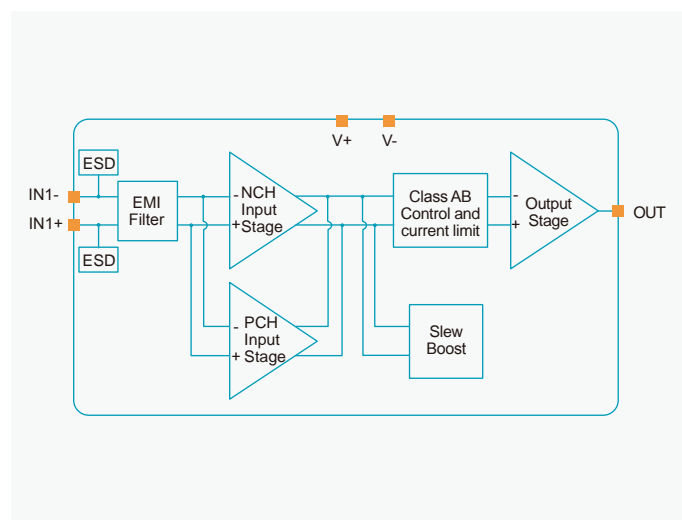 V+ V-
ESD
IN1-
IN1+
EMI
Filter
ESD
- NCH
Input
+ Stage
- PCH
Input
+ Stage
Class AB
Control and
current limit
Slew
Boost
-
+
Output
Stage
OUT